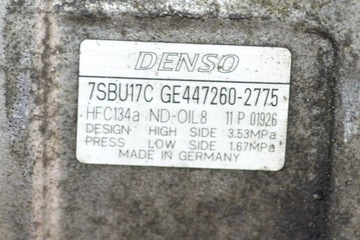 DENSO
7SBU17C GE447260-2775
HFC134a ND-OIL8 11 P 01926
DESIGN HIGH SIDE 3.53MPa
PRESS LOW SIDE 1.67MPa
MADE IN GERMANY